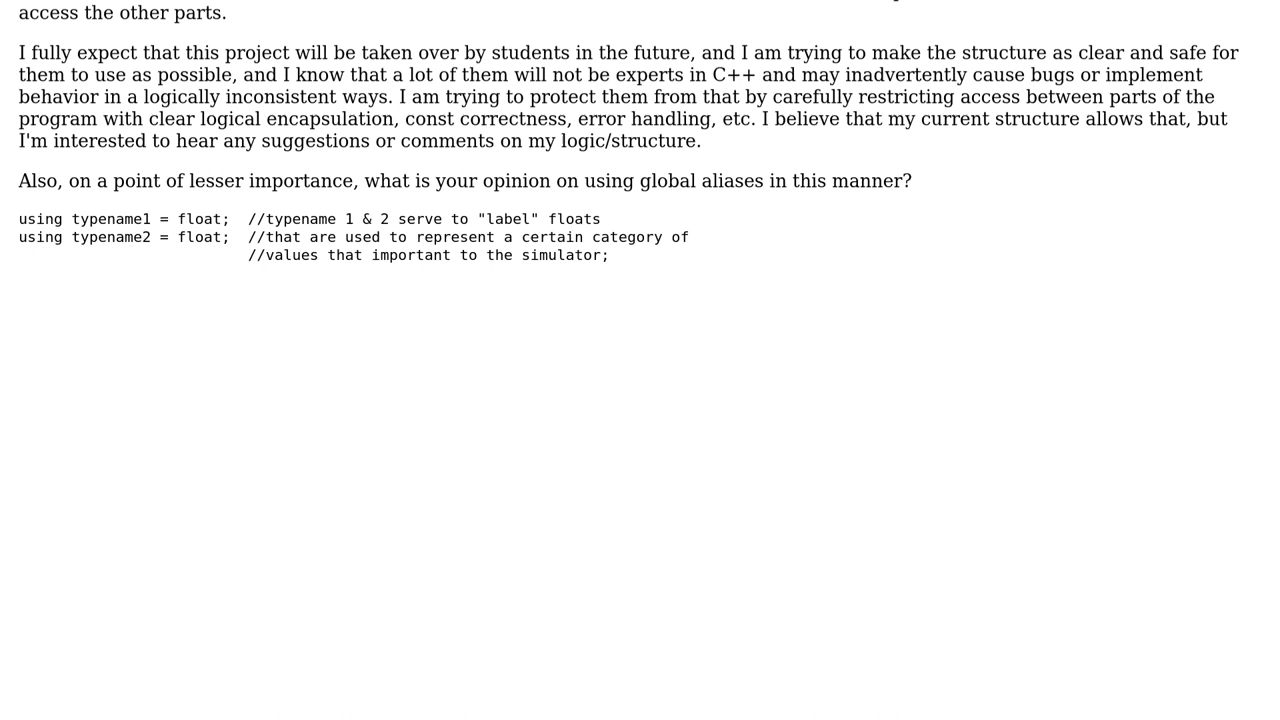 access the other parts.
I fully expect that this project will be taken over by students in the future, and I am trying to make the structure as clear and safe for
them to use as possible, and I know that a lot of them will not be experts in C++ and may inadvertently cause bugs or implement
behavior in a logically inconsistent ways. I am trying to protect them from that by carefully restricting access between parts of the
program with clear logical encapsulation, const correctness, error handling, etc. I believe that my current structure allows that, but
I'm interested to hear any suggestions or comments on my logic/structure.
Also, on a point of lesser importance, what is your opinion on using global aliases in this manner?
using typename1 = float;  //typename 1 & 2 serve to "label" floats
using typename2 = float;  //that are used to represent a certain category of
                          //values that important to the simulator;